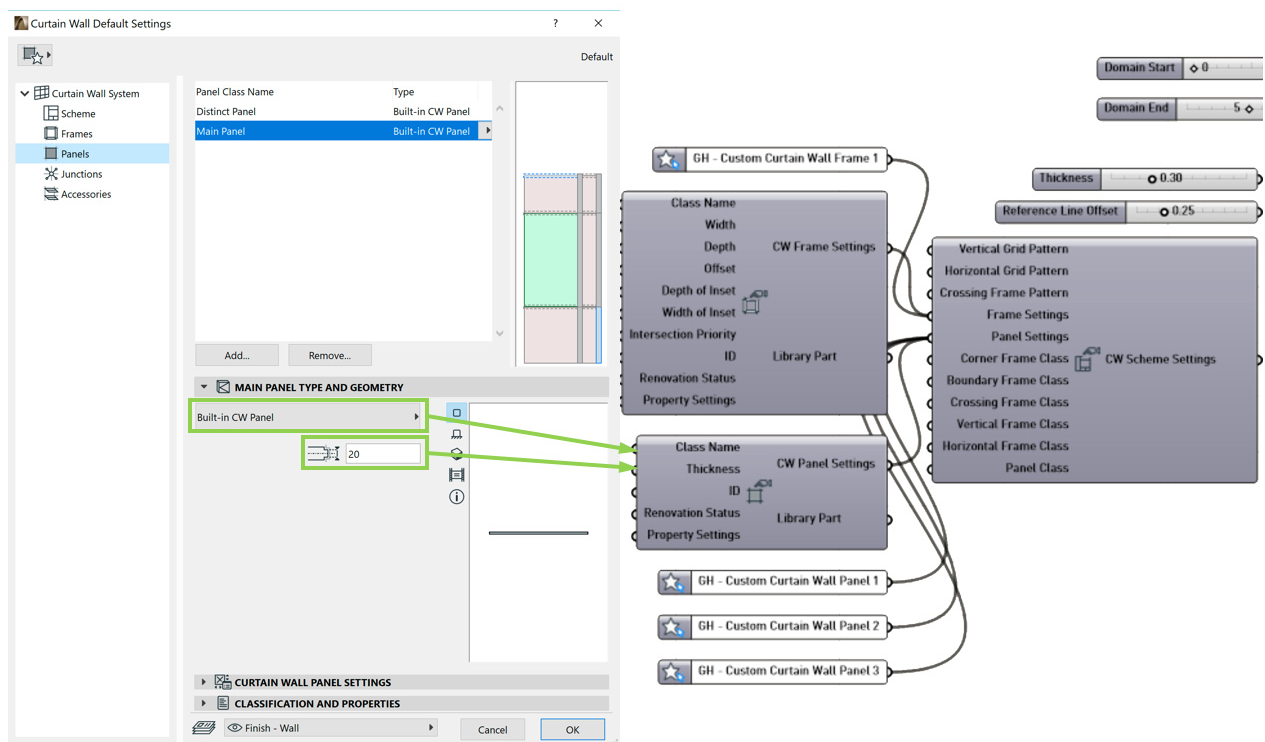 Curtain Wall Default Settings
?
Default
Curtain Wall System
Scheme
Frames
Panels
Junctions
Accessories
Panel Class Name Type
Distinct Panel Built-in CW Panel
Main Panel Built-in CW Panel
Add... Remove...
MAIN PANEL TYPE AND GEOMETRY
Built-in CW Panel
20
CURTAIN WALL PANEL SETTINGS
CLASSIFICATION AND PROPERTIES
Finish - Wall
Cancel OK
Domain Start 0
Domain End 5
GH - Custom Curtain Wall Frame 1
Thickness 0.30
Reference Line Offset 0.25
Class Name
Width
Depth
Offset
Depth of Inset
Width of Inset
Intersection Priority
ID
Renovation Status
Property Settings
CW Frame Settings
Library Part
Vertical Grid Pattern
Horizontal Grid Pattern
Crossing Frame Pattern
Frame Settings
Panel Settings
Corner Frame Class
Boundary Frame Class
Crossing Frame Class
Vertical Frame Class
Horizontal Frame Class
Panel Class
CW Scheme Settings
Class Name
Thickness
ID
Renovation Status
Property Settings
CW Panel Settings
Library Part
GH - Custom Curtain Wall Panel 1
GH - Custom Curtain Wall Panel 2
GH - Custom Curtain Wall Panel 3